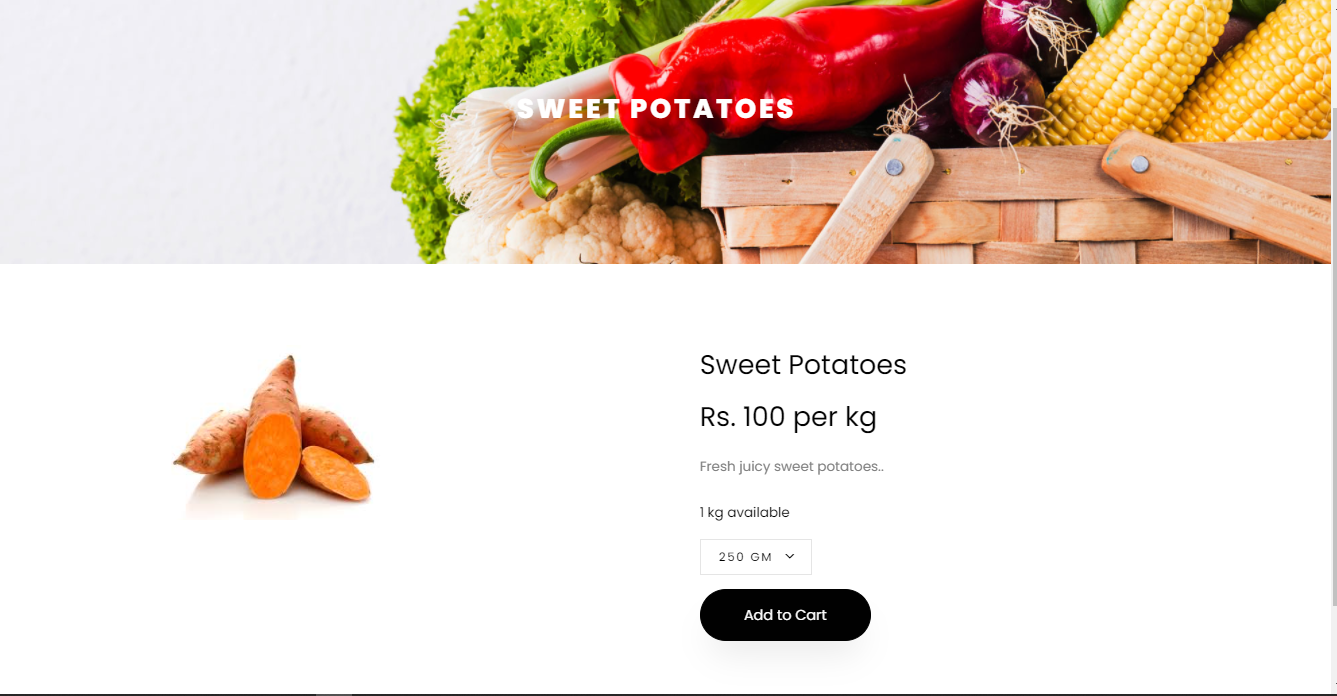 SWEET POTATOES
Sweet Potatoes
Rs. 100 per kg
Fresh juicy sweet potatoes..
1 kg available
250 GM
Add to Cart